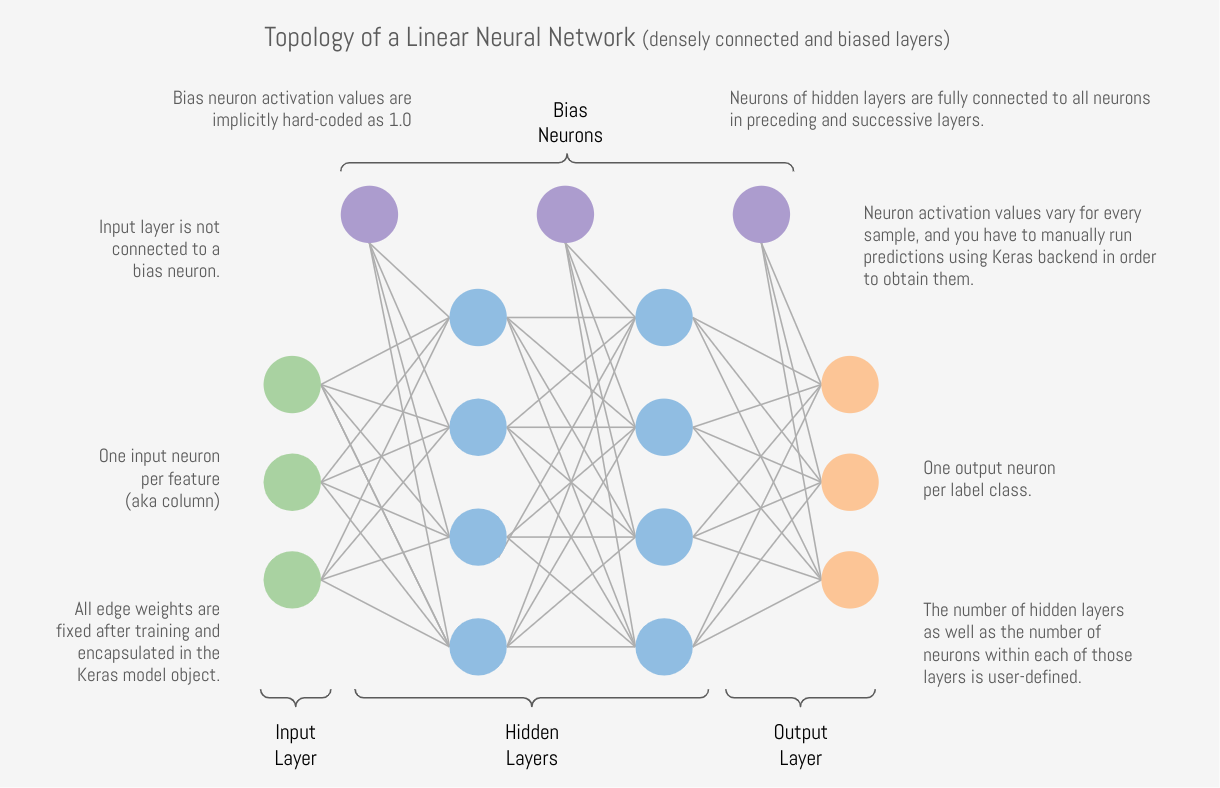 Topology of a Linear Neural Network (densely connected and biased layers)
Bias neuron activation values are
implicitly hard-coded as 1.0
Bias
Neurons
Neurons of hidden layers are fully connected to all neurons
in preceding and successive layers.
Input layer is not
connected to a
bias neuron.
Neuron activation values vary for every
sample, and you have to manually run
predictions using Keras backend in order
to obtain them.
One input neuron
per feature
(aka column)
One output neuron
per label class.
All edge weights are
fixed after training and
encapsulated in the
Keras model object.
The number of hidden layers
as well as the number of
neurons within each of those
layers is user-defined.
Input
Layer
Hidden
Layers
Output
Layer